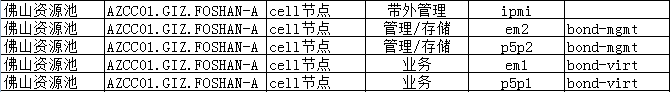 佛山资源池 AZCC01.GIZ.FOSHAN-A cell节点 带外管理 ipmi
佛山资源池 AZCC01.GIZ.FOSHAN-A cell节点 管理/存储 em2 bond-mgmt
佛山资源池 AZCC01.GIZ.FOSHAN-A cell节点 管理/存储 p5p2 bond-mgmt
佛山资源池 AZCC01.GIZ.FOSHAN-A cell节点 业务 em1 bond-virt
佛山资源池 AZCC01.GIZ.FOSHAN-A cell节点 业务 p5p1 bond-virt